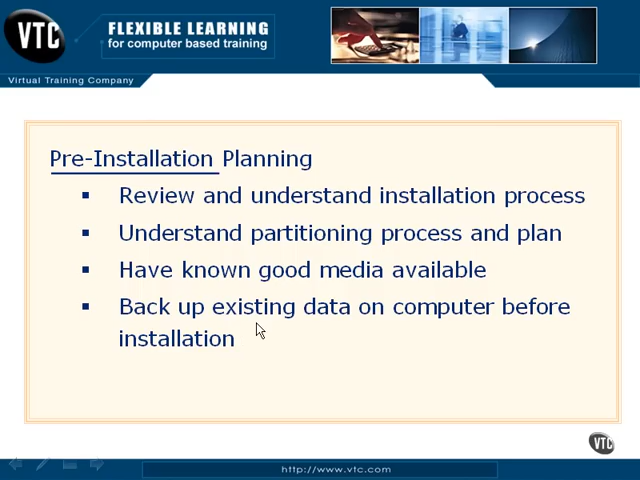 VTC
FLEXIBLE LEARNING
for computer based training
Virtual Training Company
Pre-Installation Planning
▪ Review and understand installation process
▪ Understand partitioning process and plan
▪ Have known good media available
▪ Back up existing data on computer before
installation
VTC
http://www.vtc.com